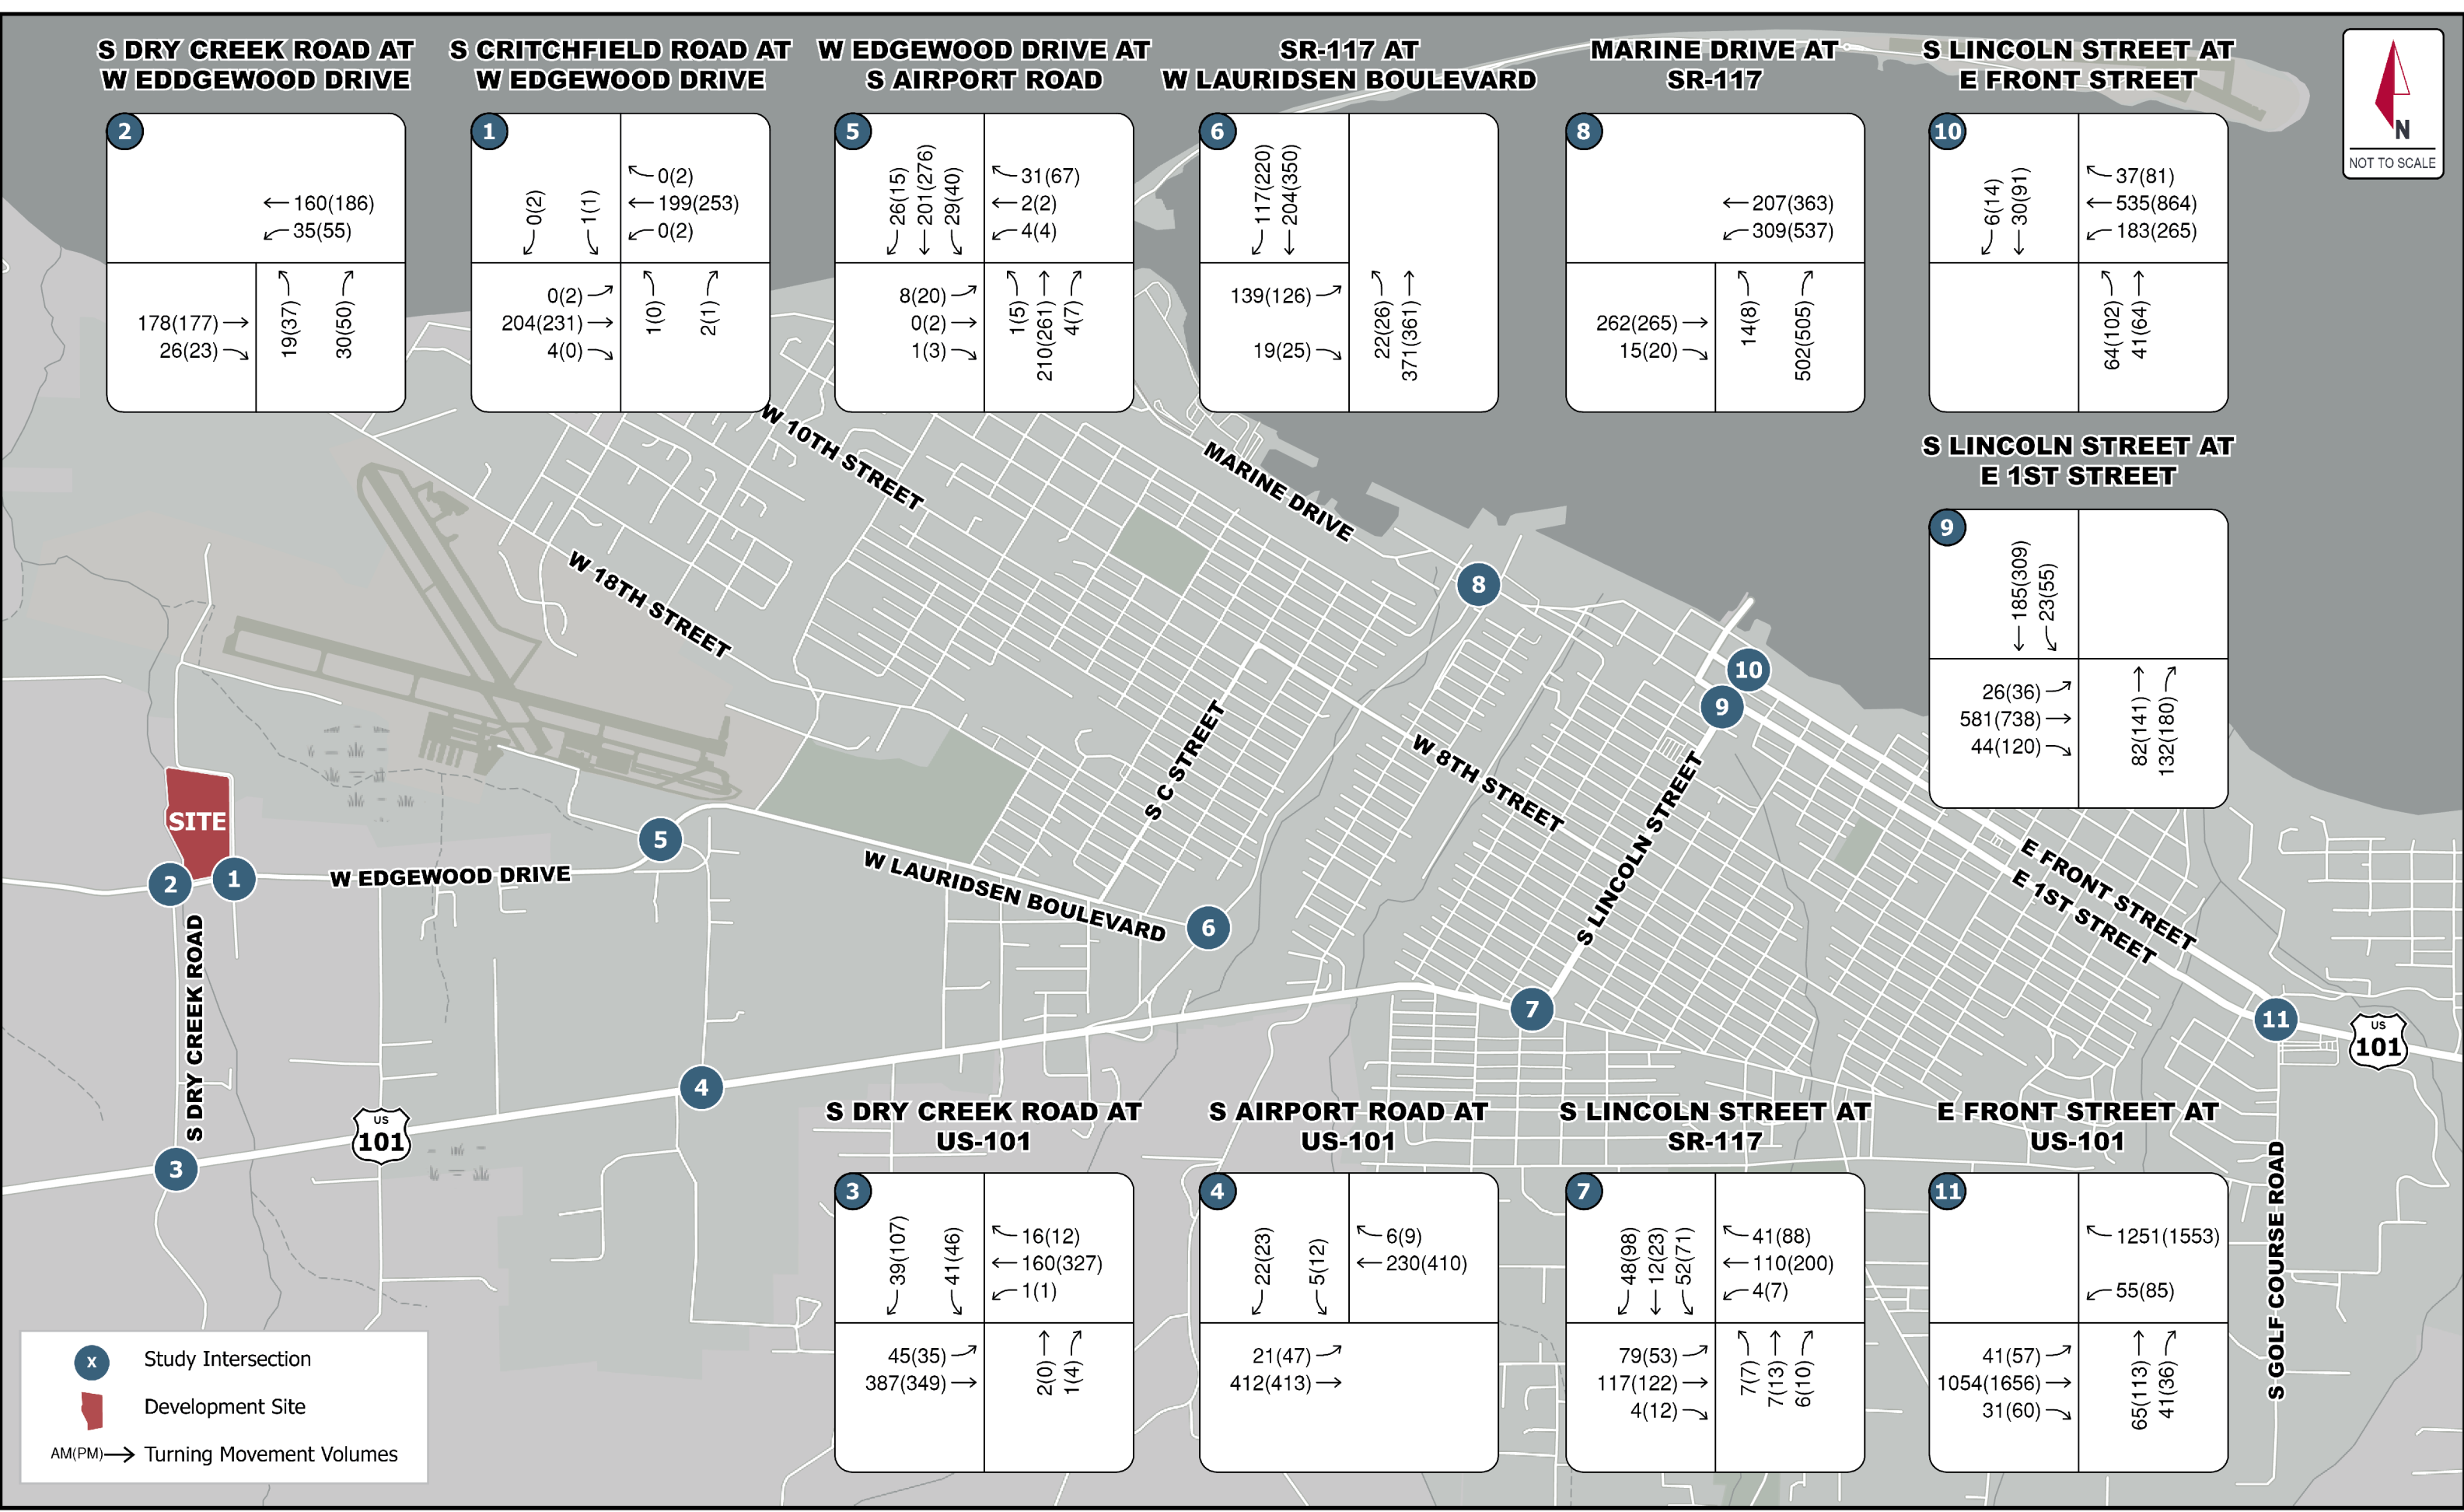 S DRY CREEK ROAD AT
W EDDGEWOOD DRIVE
2
160(186)
35(55)
178(177)
26(23)
19(37)
30(50)
S CRITCHFIELD ROAD AT
W EDGEWOOD DRIVE
1
0(2)
1(1)
0(2)
199(253)
0(2)
0(2)
204(231)
4(0)
1(0)
2(1)
W EDGEWOOD DRIVE AT
S AIRPORT ROAD
5
26(15)
201(276)
29(40)
31(67)
2(2)
4(4)
8(20)
0(2)
1(3)
1(5)
210(261)
4(7)
SR-117 AT
W LAURIDSEN BOULEVARD
6
117(220)
204(350)
139(126)
19(25)
22(26)
371(361)
MARINE DRIVE AT
SR-117
8
207(363)
309(537)
262(265)
15(20)
14(8)
502(505)
S LINCOLN STREET AT
E FRONT STREET
10
6(14)
30(91)
37(81)
535(864)
183(265)
64(102)
41(64)
N
NOT TO SCALE
S LINCOLN STREET AT
E 1ST STREET
9
185(309)
23(55)
26(36)
581(738)
44(120)
82(141)
132(180)
W 10TH STREET
MARINE DRIVE
W 18TH STREET
8
10
9
S C STREET
W 8TH STREET
S LINCOLN STREET
SITE
5
2
1
W EDGEWOOD DRIVE
W LAURIDSEN BOULEVARD
6
E FRONT STREET
E 1ST STREET
S DRY CREEK ROAD
7
11
US
101
4
US
101
3
S GOLF COURSE ROAD
S DRY CREEK ROAD AT
US-101
3
39(107)
41(46)
16(12)
160(327)
1(1)
45(35)
387(349)
2(0)
1(4)
S AIRPORT ROAD AT
US-101
4
22(23)
5(12)
6(9)
230(410)
21(47)
412(413)
S LINCOLN STREET AT
SR-117
7
48(98)
12(23)
52(71)
41(88)
110(200)
4(7)
79(53)
117(122)
4(12)
7(7)
7(13)
6(10)
E FRONT STREET AT
US-101
11
1251(1553)
55(85)
41(57)
1054(1656)
31(60)
65(113)
41(36)
X Study Intersection
Development Site
AM(PM) Turning Movement Volumes